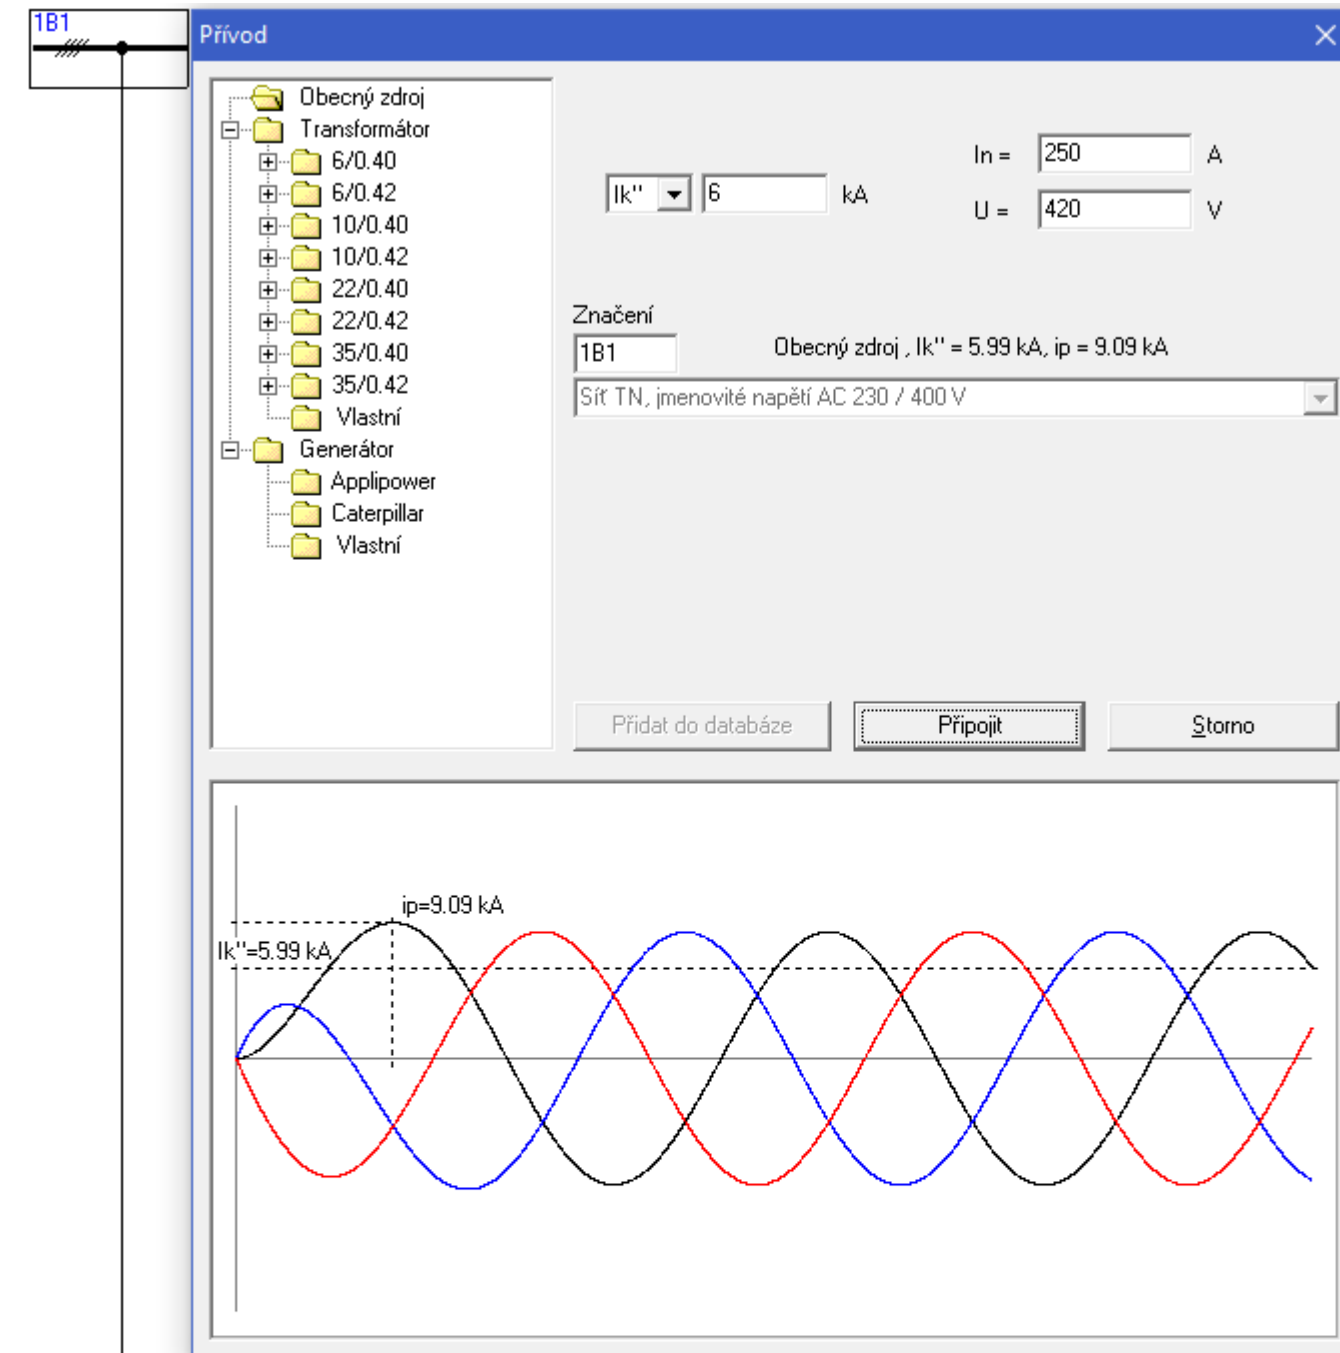 1B1
Přívod
Obecný zdroj
Transformátor
6/0.40
6/0.42
10/0.40
10/0.42
22/0.40
22/0.42
35/0.40
35/0.42
Vlastní
Generátor
Applipower
Caterpillar
Vlastní
Ik'' 6 kA
In = 250 A
U = 420 V
Značení
1B1 Obecný zdroj , Ik'' = 5.99 kA, ip = 9.09 kA
Síť TN, jmenovité napětí AC 230 / 400 V
Přidat do databáze Připojit Storno
ip=9.09 kA
Ik''=5.99 kA